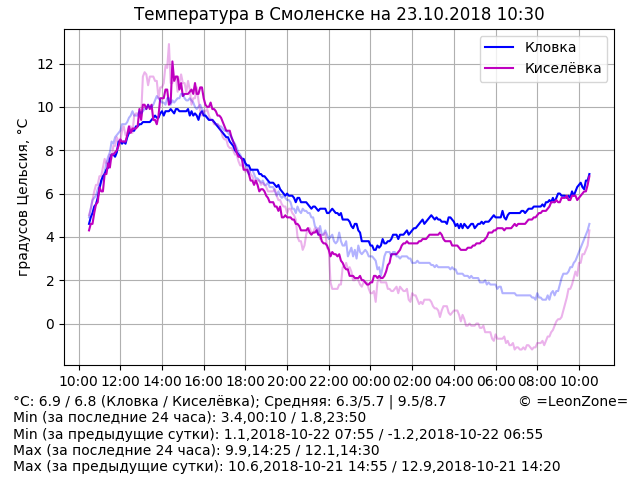 Температура в Смоленске на 23.10.2018 10:30
Кловка
Киселёвка
градусов Цельсия, °C
12
10
8
6
4
2
0
10:00 12:00 14:00 16:00 18:00 20:00 22:00 00:00 02:00 04:00 06:00 08:00 10:00
°C: 6.9 / 6.8 (Кловка / Киселёвка); Средняя: 6.3/5.7 | 9.5/8.7 © =LeonZone=
Min (за последние 24 часа): 3.4,00:10 / 1.8,23:50
Min (за предыдущие сутки): 1.1,2018-10-22 07:55 / -1.2,2018-10-22 06:55
Max (за последние 24 часа): 9.9,14:25 / 12.1,14:30
Max (за предыдущие сутки): 10.6,2018-10-21 14:55 / 12.9,2018-10-21 14:20